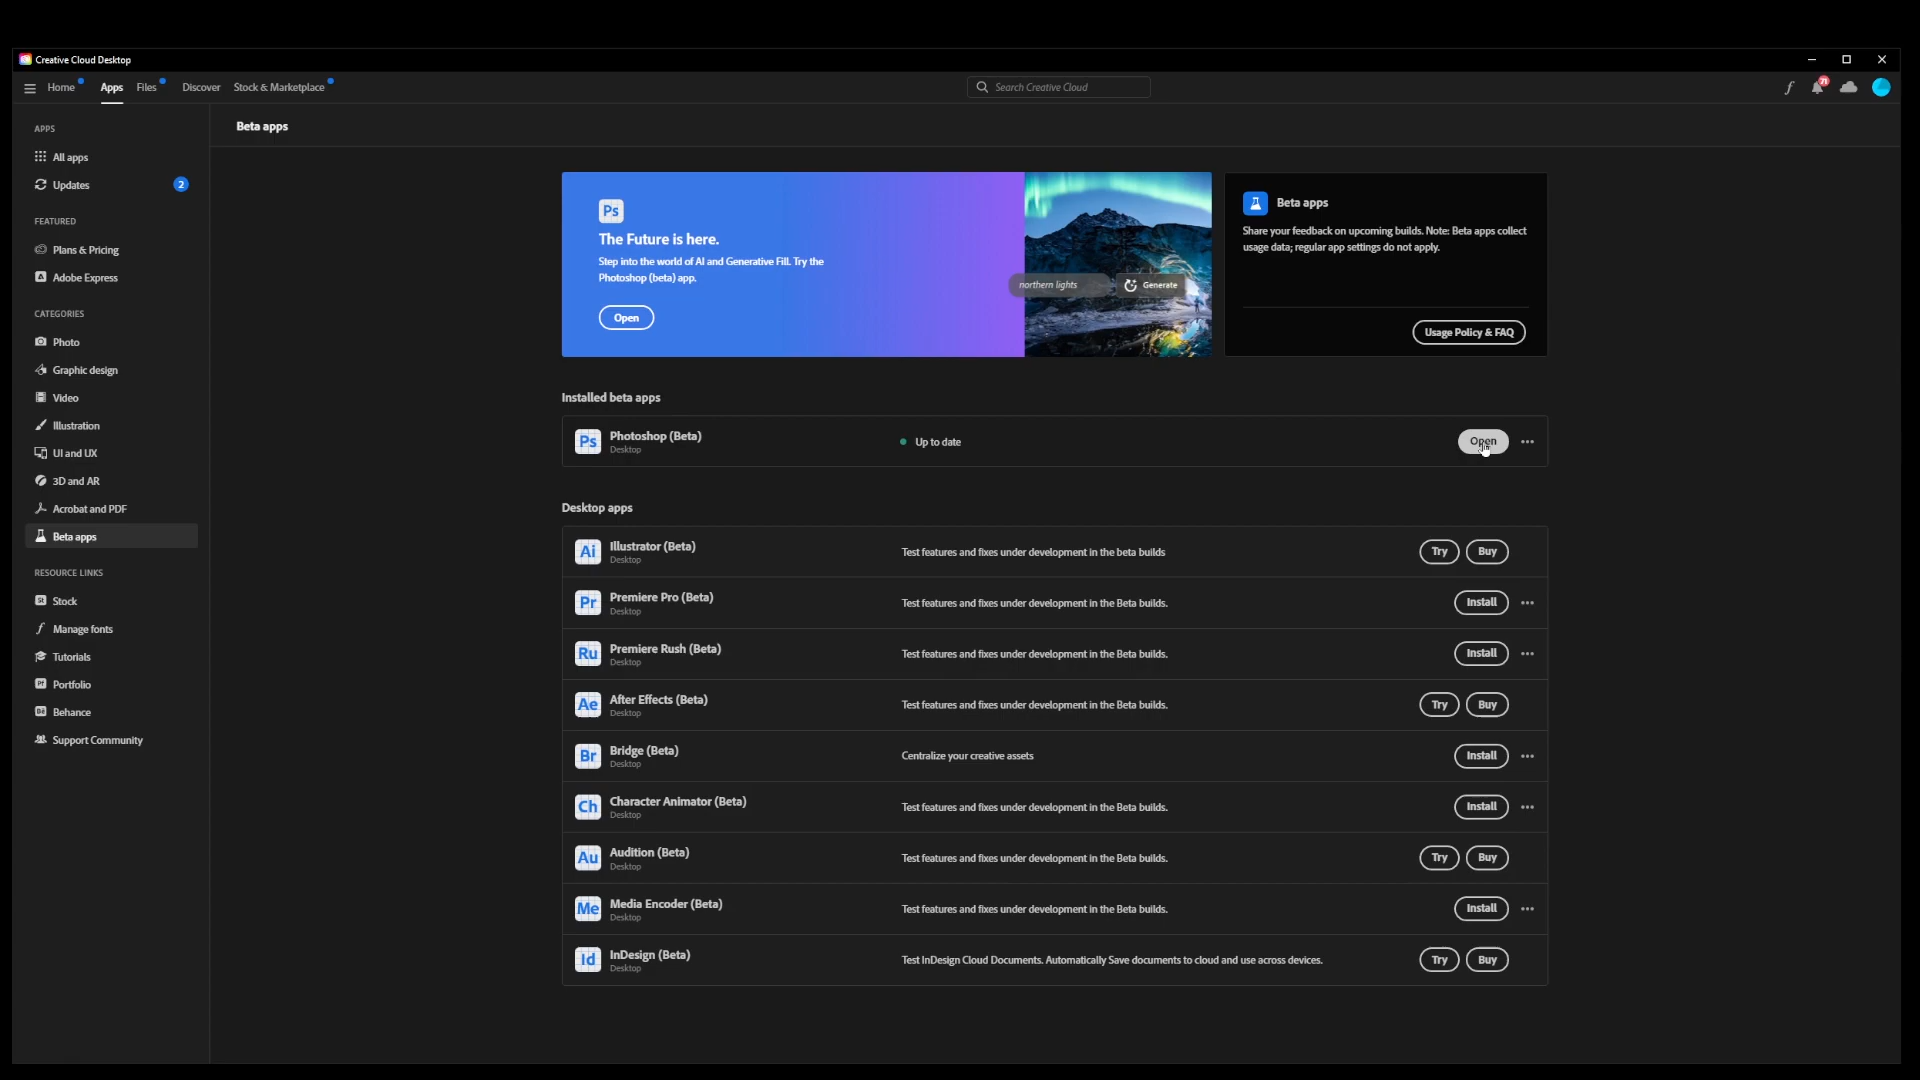 Creative Cloud Desktop
Home
Apps
Files
Discover
Stock & Marketplace
Search Creative Cloud
71
APPS
All apps
Updates
2
FEATURED
Plans & Pricing
Adobe Express
CATEGORIES
Photo
Graphic design
Video
Illustration
UI and UX
3D and AR
Acrobat and PDF
Beta apps
RESOURCE LINKS
Stock
Manage fonts
Tutorials
Portfolio
Behance
Support Community
Beta apps
Ps
The Future is here.
Step into the world of AI and Generative Fill. Try the
Photoshop (beta) app.
Open
northern lights
Generate
Beta apps
Share your feedback on upcoming builds. Note: Beta apps collect
usage data; regular app settings do not apply.
Usage Policy & FAQ
Installed beta apps
Ps
Photoshop (Beta)
Desktop
Up to date
Open
Desktop apps
Ai
Illustrator (Beta)
Desktop
Test features and fixes under development in the beta builds
Try
Buy
Pr
Premiere Pro (Beta)
Desktop
Test features and fixes under development in the Beta builds.
Install
Ru
Premiere Rush (Beta)
Desktop
Test features and fixes under development in the Beta builds.
Install
Ae
After Effects (Beta)
Desktop
Test features and fixes under development in the Beta builds.
Try
Buy
Br
Bridge (Beta)
Desktop
Centralize your creative assets
Install
Ch
Character Animator (Beta)
Desktop
Test features and fixes under development in the Beta builds.
Install
Au
Audition (Beta)
Desktop
Test features and fixes under development in the Beta builds.
Try
Buy
Me
Media Encoder (Beta)
Desktop
Test features and fixes under development in the Beta builds.
Install
Id
InDesign (Beta)
Desktop
Test InDesign Cloud Documents. Automatically Save documents to cloud and use across devices.
Try
Buy